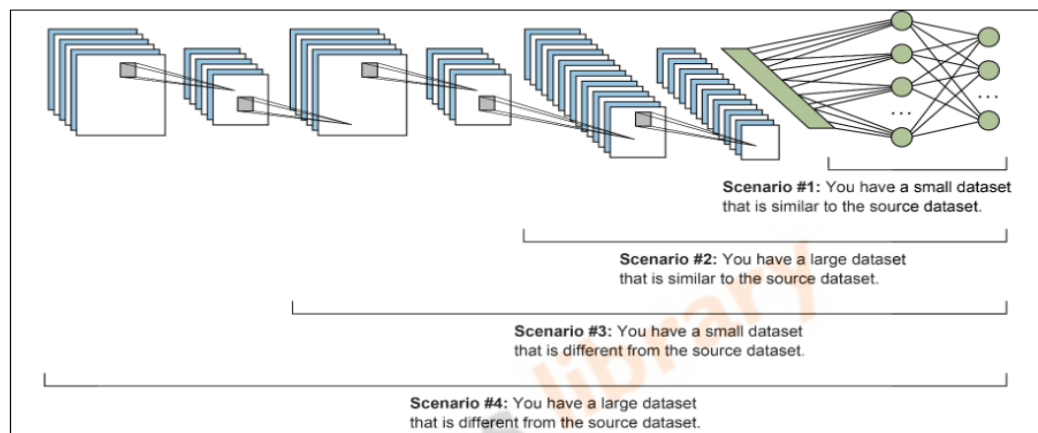 ...
...
Scenario #1: You have a small dataset
that is similar to the source dataset.
Scenario #2: You have a large dataset
that is similar to the source dataset.
Scenario #3: You have a small dataset
that is different from the source dataset.
Scenario #4: You have a large dataset
that is different from the source dataset.
library